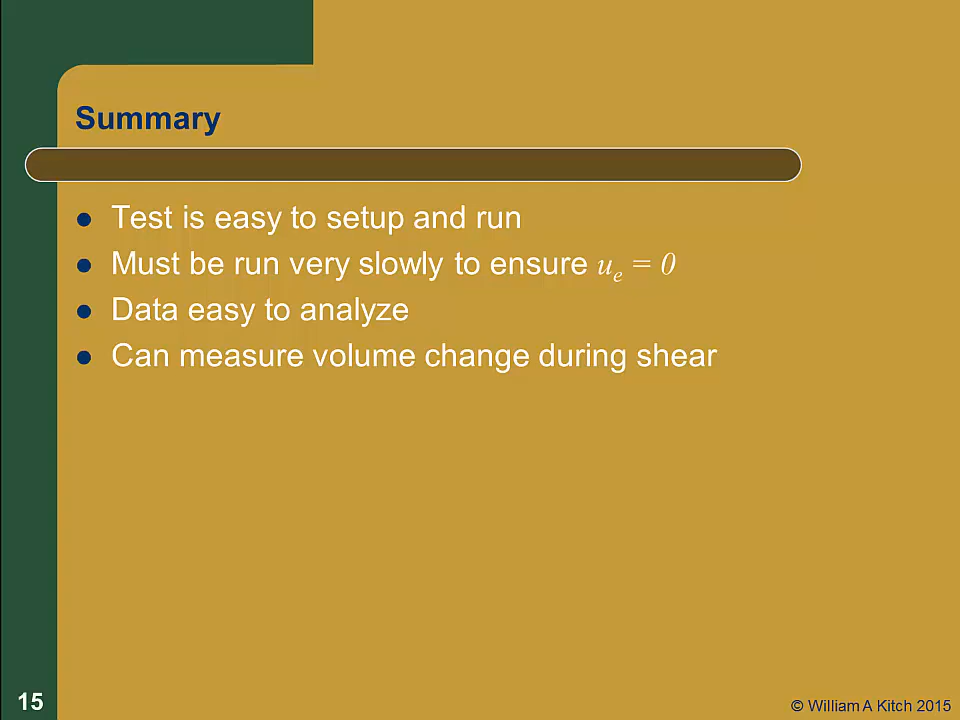 Summary
Test is easy to setup and run
Must be run very slowly to ensure uₑ = 0
Data easy to analyze
Can measure volume change during shear
15
© William A Kitch 2015